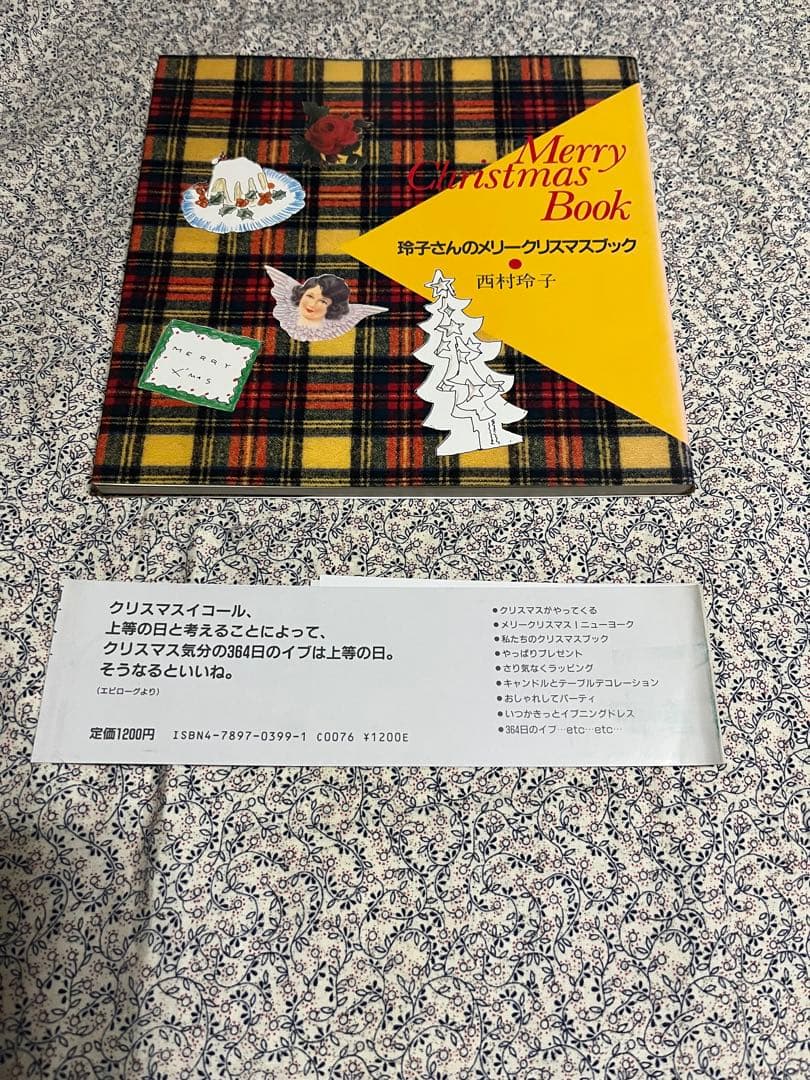 Merry
Christmas
Book
玲子さんのメリークリスマスブック
西村玲子
MERRY
XMS
クリスマスイコール、
上等の日と考えることによって、
クリスマス気分の364日のイブは上等の日。
そうなるといいね。
(エピローグより)
定価1200円 ISBN4-7897-0399-1 C0076 ¥1200E
●クリスマスがやってくる
●メリークリスマス!ニューヨーク
●私たちのクリスマスブック
●やっぱりプレゼント
●さり気なくラッピング
●キャンドルとテーブルデコレーション
●おしゃれしてパーティ
●いつかきっとイブニングドレス
●364日のイブ…etc…etc…